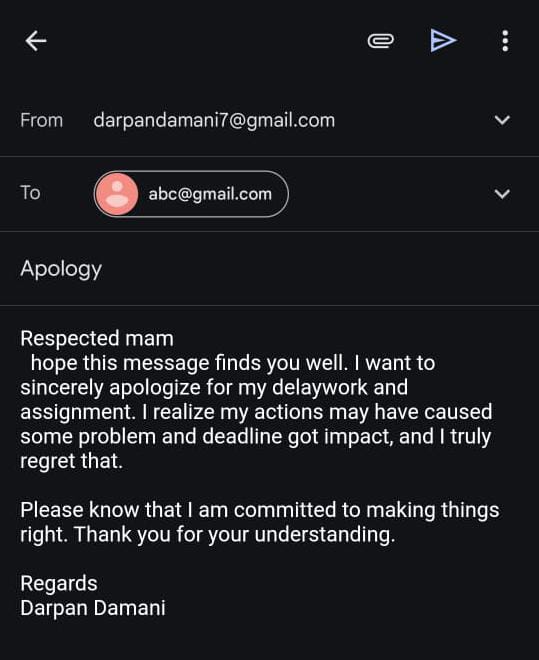 From darpandamani7@gmail.com
To abc@gmail.com
Apology
Respected mam
hope this message finds you well. I want to
sincerely apologize for my delaywork and
assignment. I realize my actions may have caused
some problem and deadline got impact, and I truly
regret that.
Please know that I am committed to making things
right. Thank you for your understanding.
Regards
Darpan Damani